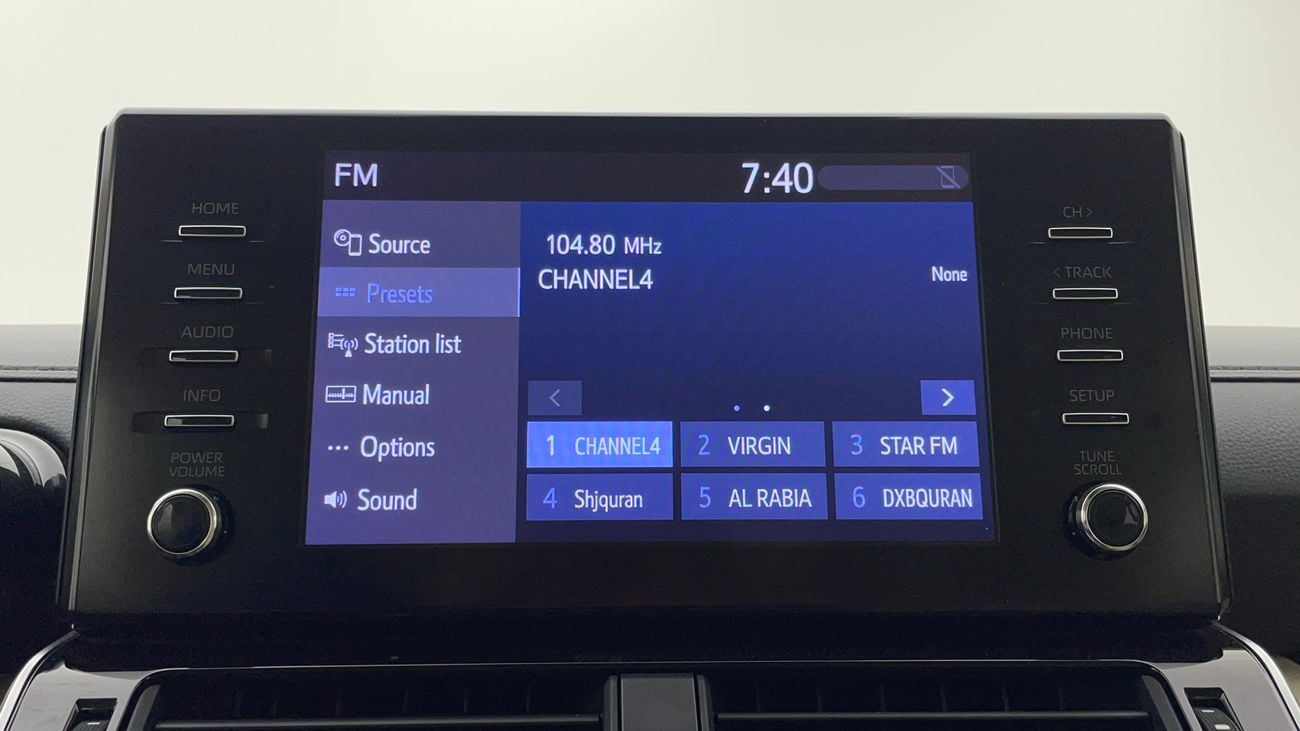 FM 7:40
HOME
MENU
AUDIO
INFO
POWER
VOLUME
Source
Presets
Station list
Manual
Options
Sound
104.80 MHz
CHANNEL4
None
< >
1 CHANNEL4
2 VIRGIN
3 STAR FM
4 Shjquran
5 AL RABIA
6 DXBQURAN
CH >
< TRACK
PHONE
SETUP
TUNE
SCROLL